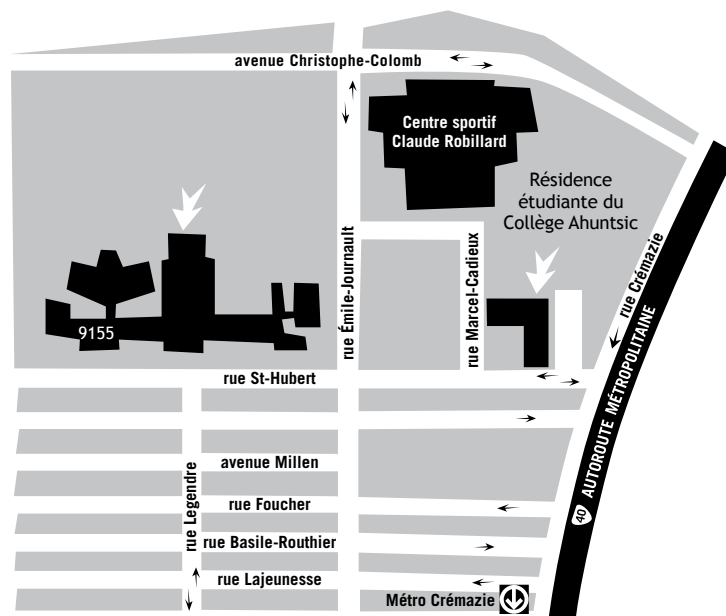 avenue Christophe-Colomb
Centre sportif
Claude Robillard
Résidence
étudiante du
Collège Ahuntsic
rue Émile-Journault
rue Marcel-Cadieux
rue Crémazie
9155
rue St-Hubert
AUTOROUTE MÉTROPOLITAINE
40
avenue Millen
rue Legendre
rue Foucher
rue Basile-Routhier
rue Lajeunesse
Métro Crémazie